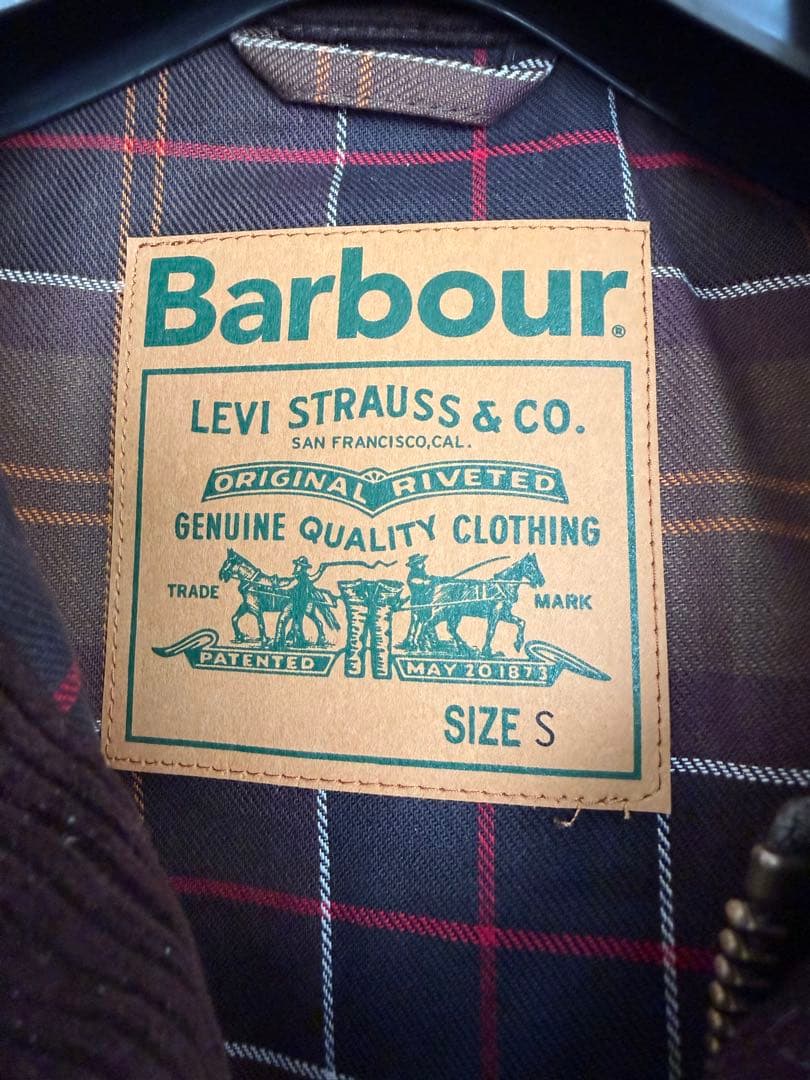 Barbour®
LEVI STRAUSS & CO.
SAN FRANCISCO, CAL.
ORIGINAL RIVETED
GENUINE QUALITY CLOTHING
TRADE MARK
PATENTED MAY 20 1873
SIZE S